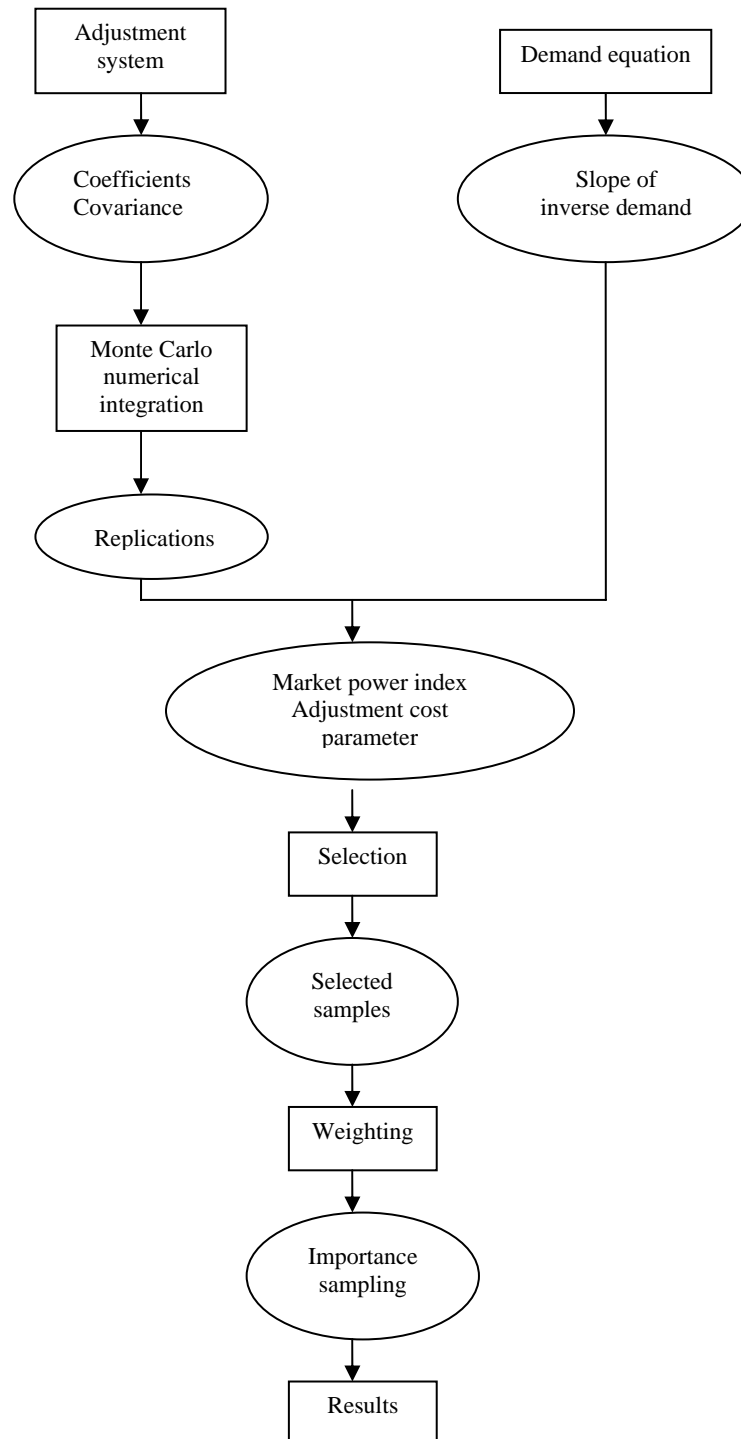 Adjustment
system
Demand equation
Coefficients
Covariance
Slope of
inverse demand
Monte Carlo
numerical
integration
Replications
Market power index
Adjustment cost
parameter
Selection
Selected
samples
Weighting
Importance
sampling
Results